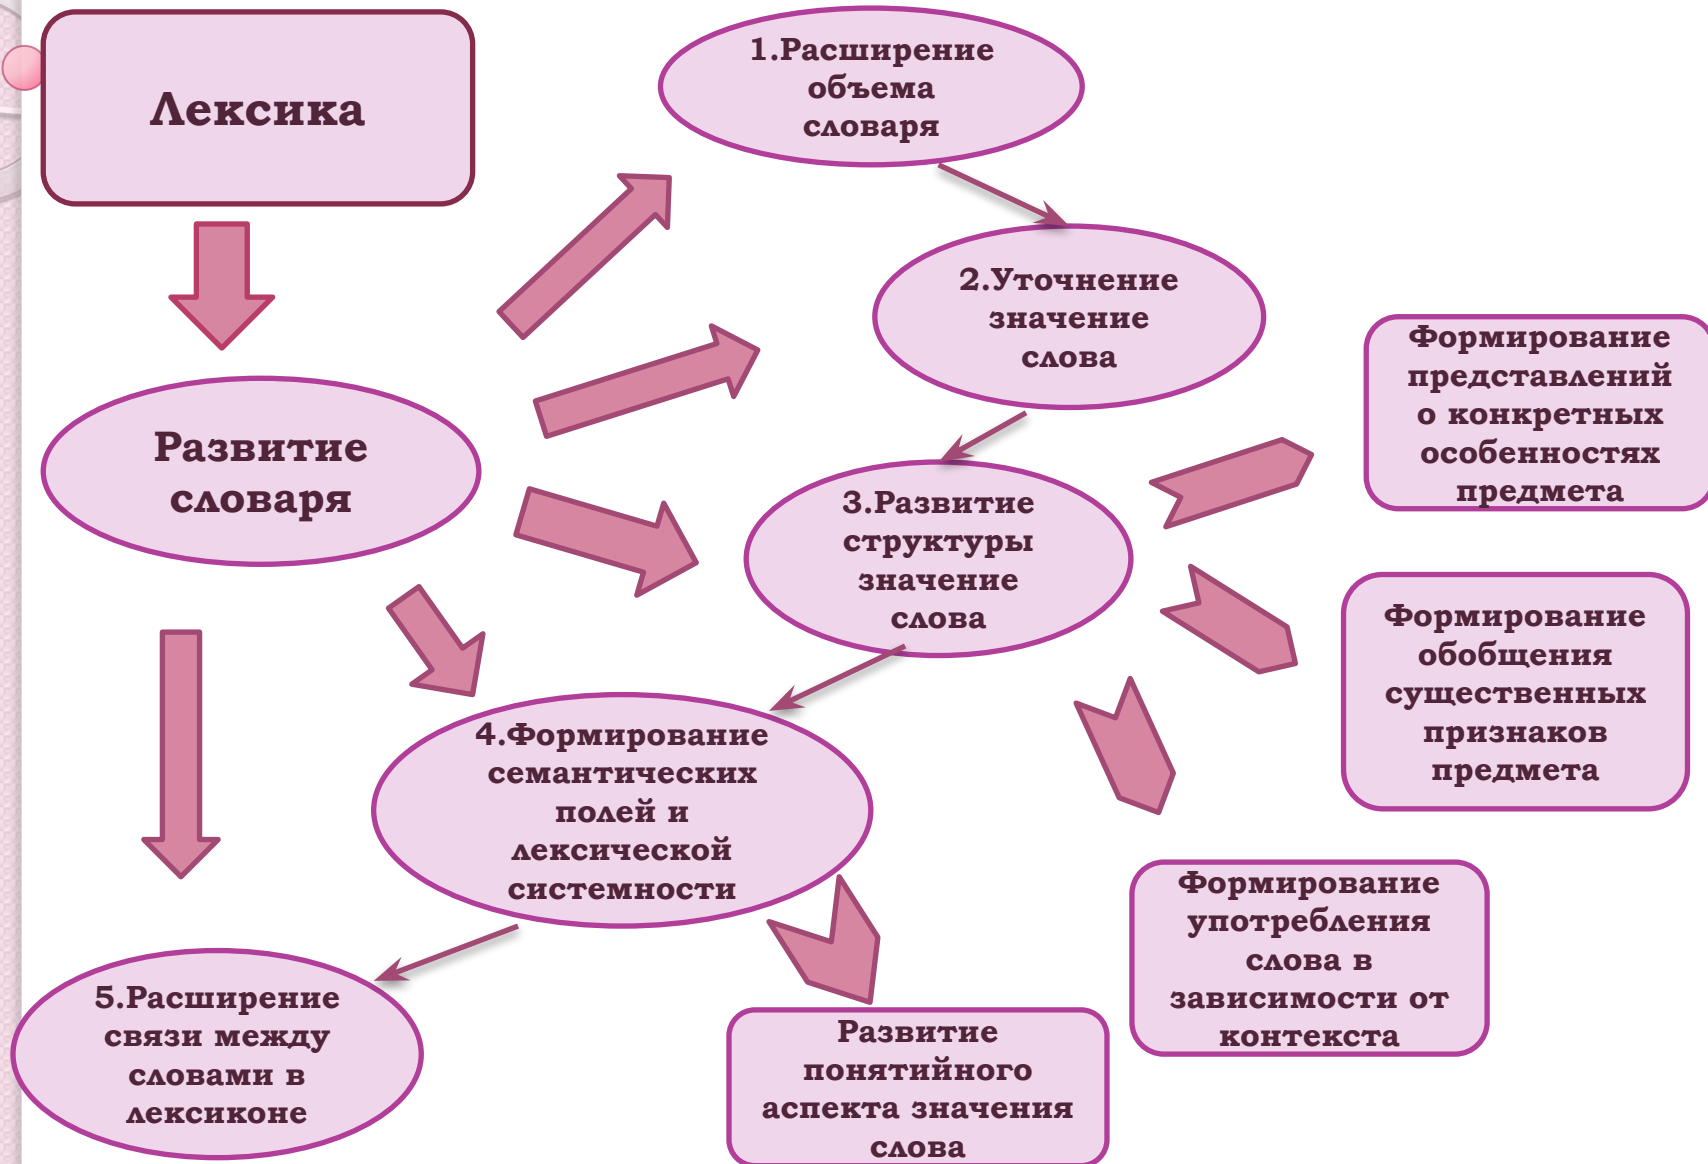 Лексика
1.Расширение
объема
словаря
2.Уточнение
значение
слова
Формирование
представлений
о конкретных
особенностях
предмета
Развитие
словаря
3.Развитие
структуры
значение
слова
Формирование
обобщения
существенных
признаков
предмета
4.Формирование
семантических
полей и
лексической
системности
Формирование
употребления
слова в
зависимости от
контекста
5.Расширение
связи между
словами в
лексиконе
Развитие
понятийного
аспекта значения
слова